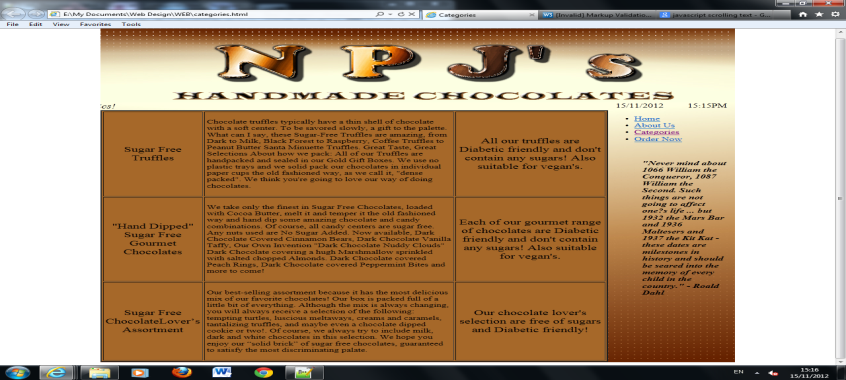 E:\My Documents\Web Design\WEB\categories.html
Categories
[Invalid] Markup Validatio...
javascript scrolling text - G...
File Edit View Favorites Tools
NPJ's
HANDMADE CHOCOLATES
es!
15/11/2012 15:15PM
Home
About Us
Categories
Order Now
Sugar Free
Truffles
Chocolate truffles typically have a thin shell of chocolate
with a soft center. To be savored slowly, a gift to the palette.
What can I say, these Sugar-Free Truffles are amazing, from
Dark to Milk, Black Forest to Raspberry, Coffee Truffles to
Peanut Butter Santa Mimuette Truffles. Great Taste, Great
Selections About how we pack: All of our Truffles are
handpacked and sealed in our Gold Gift Boxes. We use no
plastic trays and we solid pack our chocolates in individual
paper cups the old fashioned way, as we call it, "dense
packed". We think you're going to love our way of doing
chocolates.
All our truffles are
Diabetic friendly and don't
contain any sugars! Also
suitable for vegan's.
"Hand Dipped"
Sugar Free
Gourmet
Chocolates
We take only the finest in Sugar Free Chocolates, loaded
with Cocoa Butter, melt it and temper it the old fashioned
way and hand dip some amazing chocolate and candy
combinations. Of course, all candy centers are sugar free.
Any nuts used are No Sugar Added. Now available, Dark
Chocolate Covered Cinnamon Bears, Dark Chocolate Vanilla
Taffy, Our Own Invention "Dark Chocolate Nuddy Clouds"
Dark Chocolate covering a hugh Marshmallow sprinkled
with salted chopped Almonds. Dark Chocolate covered
Peach Rings, Dark Chocolate covered Peppermint Bites and
more to come!
Each of our gourmet range
of chocolates are Diabetic
friendly and don't contain
any sugars! Also suitable
for vegan's.
Sugar Free
ChocolateLover's
Assortment
Our best-selling assortment because it has the most delicious
mix of our favorite chocolates! Our box is packed full of a
little bit of everything. Although the mix is always changing,
you will always receive a selection of the following:
tempting turtles, luscious meltaways, creams and caramels,
tantalizing truffles, and maybe even a chocolate dipped
cookie or two!. Of course, we always try to include milk,
dark and white chocolates in this selection. We hope you
enjoy our "solid brick" of sugar free chocolates, guaranteed
to satisfy the most discriminating palate.
Our chocolate lover's
selection are free of sugars
and Diabetic friendly!
"Never mind about
1066 William the
Conqueror, 1087
William the
Second. Such
things are not
going to affect
one?s life ... but
1932 the Mars Bar
and 1936
Maltesers and
1937 the Kit Kat -
these dates are
milestones in
history and should
be seared into the
memory of every
child in the
country." - Roald
Dahl
EN
15:16
15/11/2012